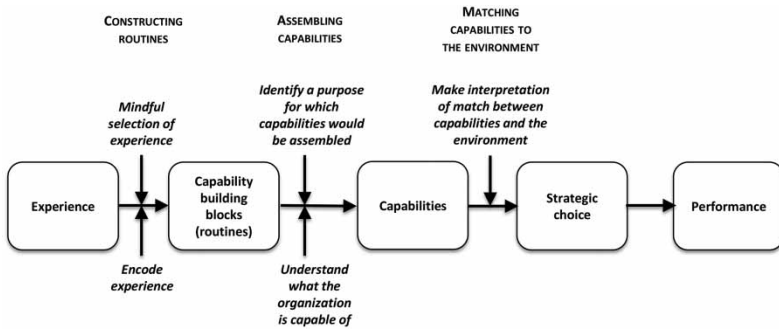 CONSTRUCTING
ROUTINES
ASSEMBLING
CAPABILITIES
MATCHING
CAPABILITIES TO
THE ENVIRONMENT
Mindful
selection of
experience
Identify a purpose
for which
capabilities would
be assembled
Make interpretation
of match between
capabilities and the
environment
Experience
Capability
building
blocks
(routines)
Capabilities
Strategic
choice
Performance
Encode
experience
Understand
what the
organization
is capable of